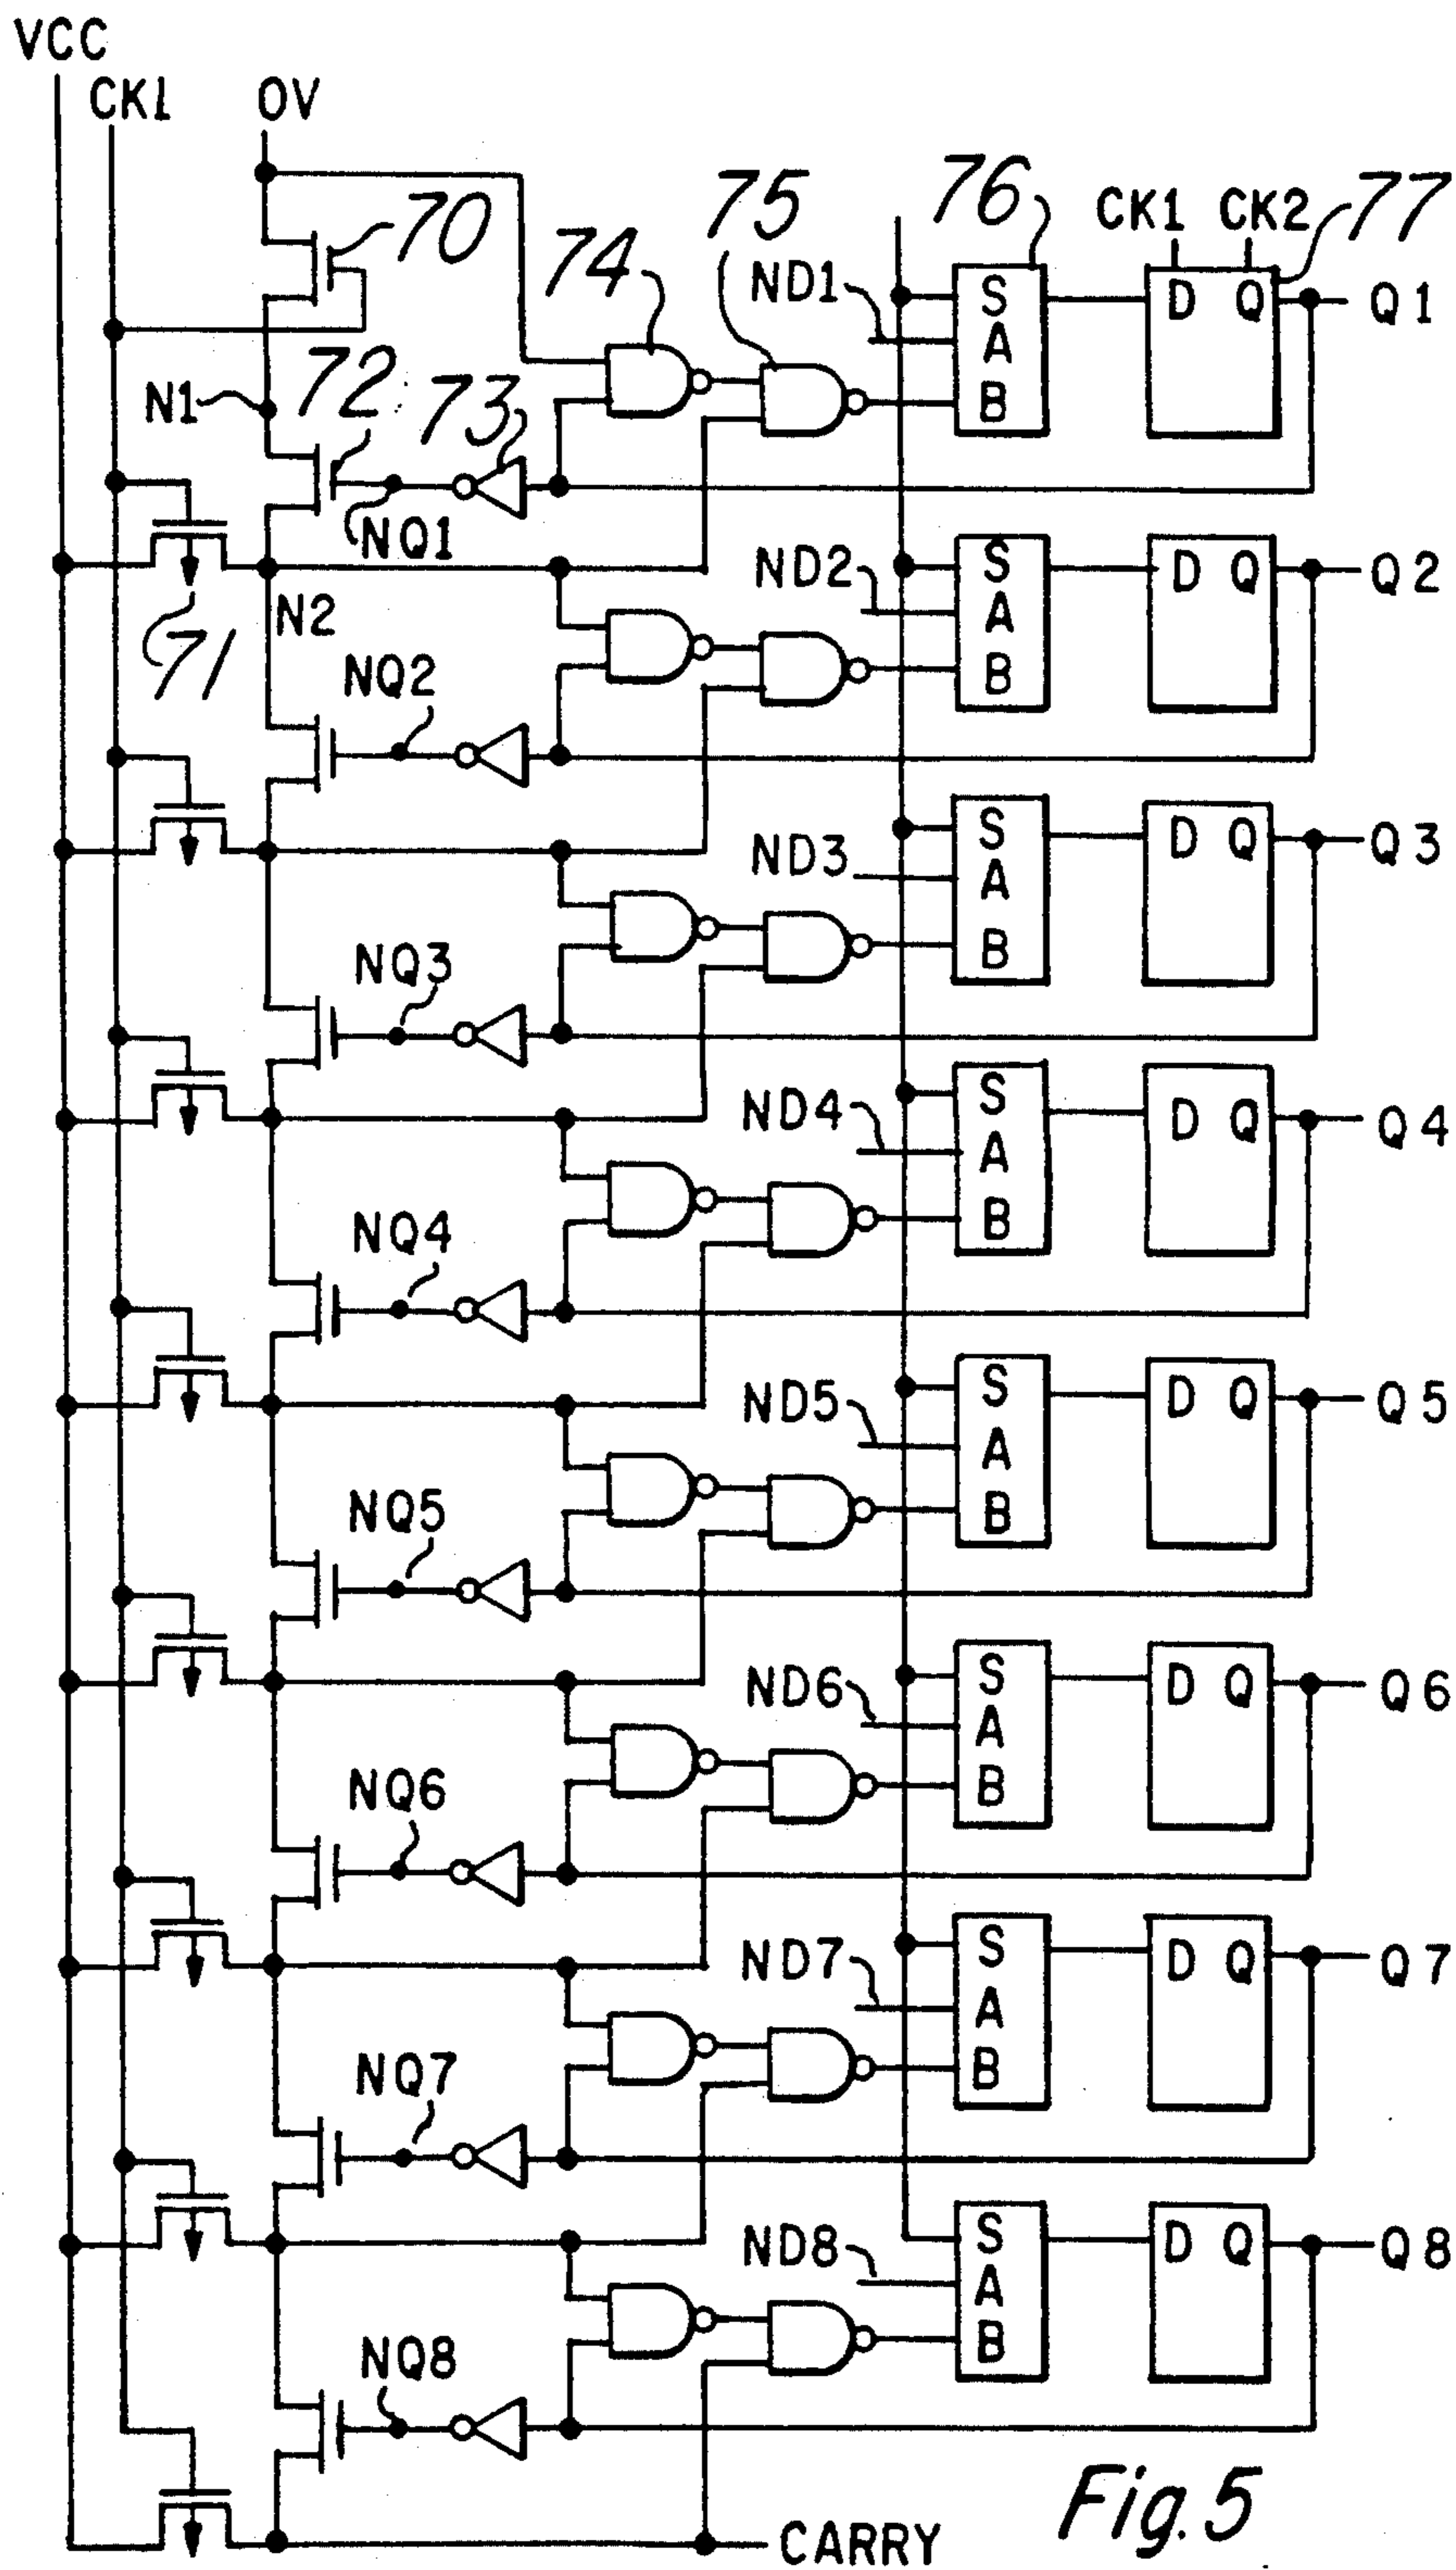 VCC
CK1
0V
70
74
75
76
CK1 CK2
77
ND1
S
A
B
D Q
Q1
N1
72
73
NQ1
71
N2
ND2
S
A
B
D Q
Q2
NQ2
ND3
S
A
B
D Q
Q3
NQ3
ND4
S
A
B
D Q
Q4
NQ4
ND5
S
A
B
D Q
Q5
NQ5
ND6
S
A
B
D Q
Q6
NQ6
ND7
S
A
B
D Q
Q7
NQ7
ND8
S
A
B
D Q
Q8
NQ8
CARRY
Fig. 5